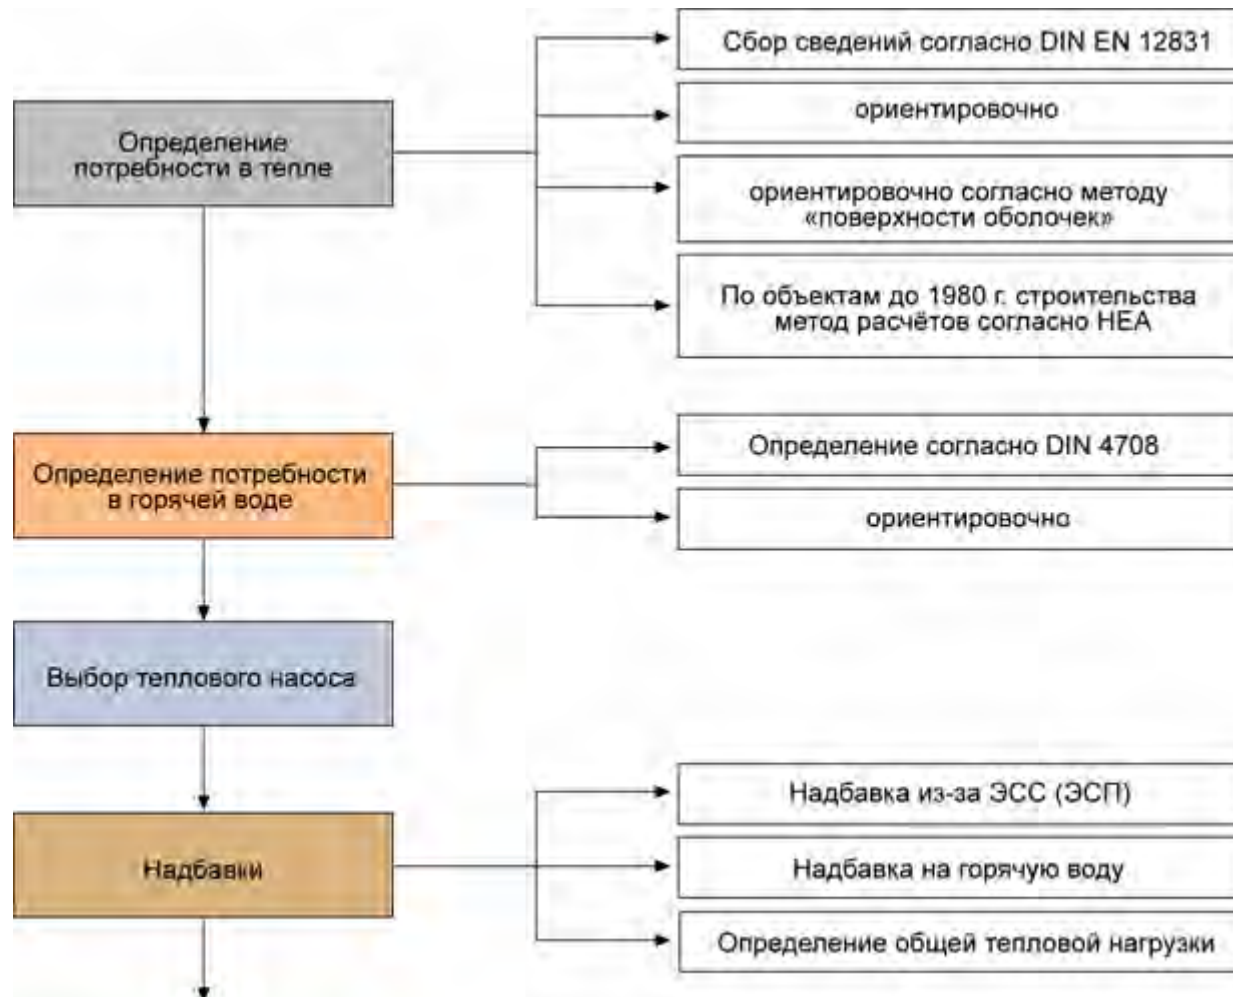 Сбор сведений согласно DIN EN 12831
ориентировочно
Определение
потребности в тепле
ориентировочно согласно методу
«поверхности оболочек»
По объектам до 1980 г. строительства
метод расчётов согласно HEA
Определение согласно DIN 4708
Определение потребности
в горячей воде
ориентировочно
Выбор теплового насоса
Надбавка из-за ЭСС (ЭСП)
Надбавки
Надбавка на горячую воду
Определение общей тепловой нагрузки